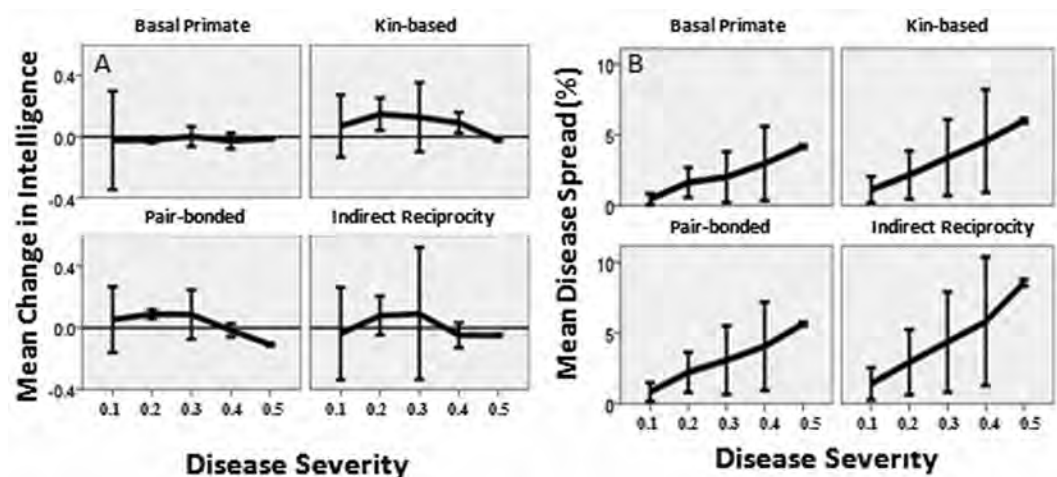 Basal Primate Kin-based
A
0.4
0.0
-0.4
Pair-bonded Indirect Reciprocity
0.4
0.0
-0.4
0.1 0.2 0.3 0.4 0.5 0.1 0.2 0.3 0.4 0.5
Mean Change in Intelligence
Disease Severity
Basal Primate Kin-based
B
10
5
0
Pair-bonded Indirect Reciprocity
10
5
0
0.1 0.2 0.3 0.4 0.5 0.1 0.2 0.3 0.4 0.5
Mean Disease Spread (%)
Disease Severity